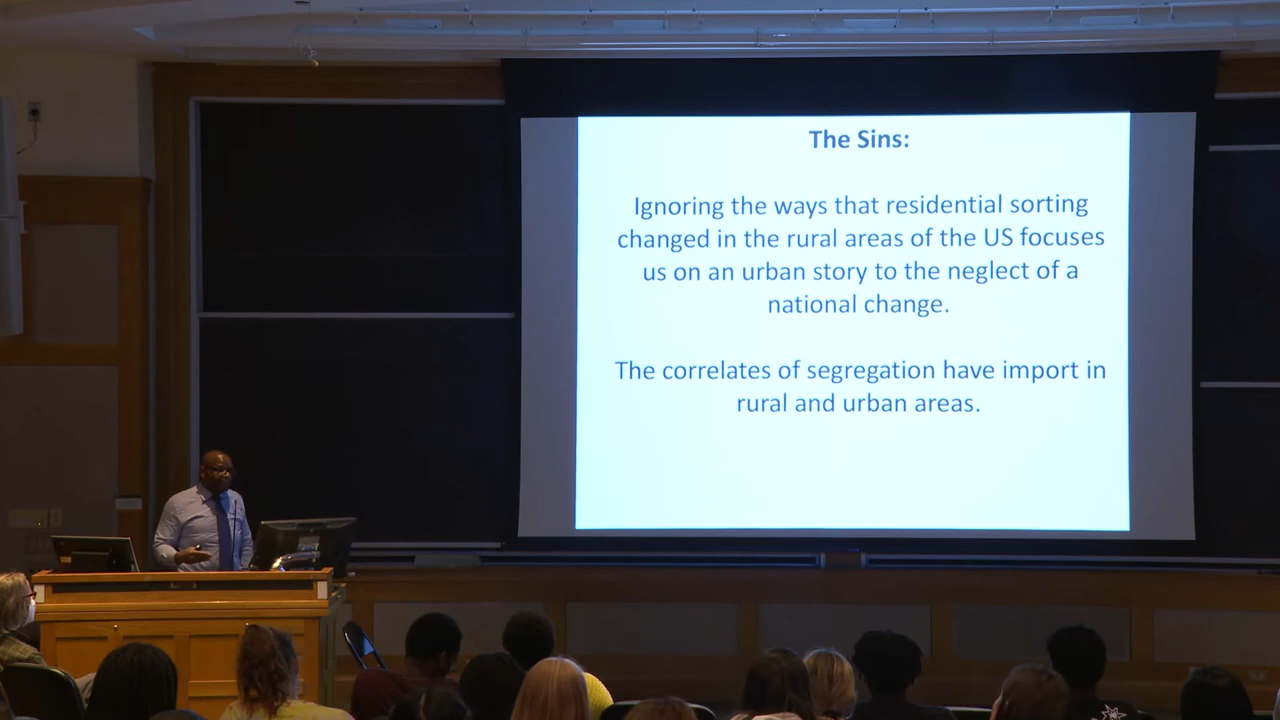 The Sins:
Ignoring the ways that residential sorting
changed in the rural areas of the US focuses
us on an urban story to the neglect of a
national change.
The correlates of segregation have import in
rural and urban areas.